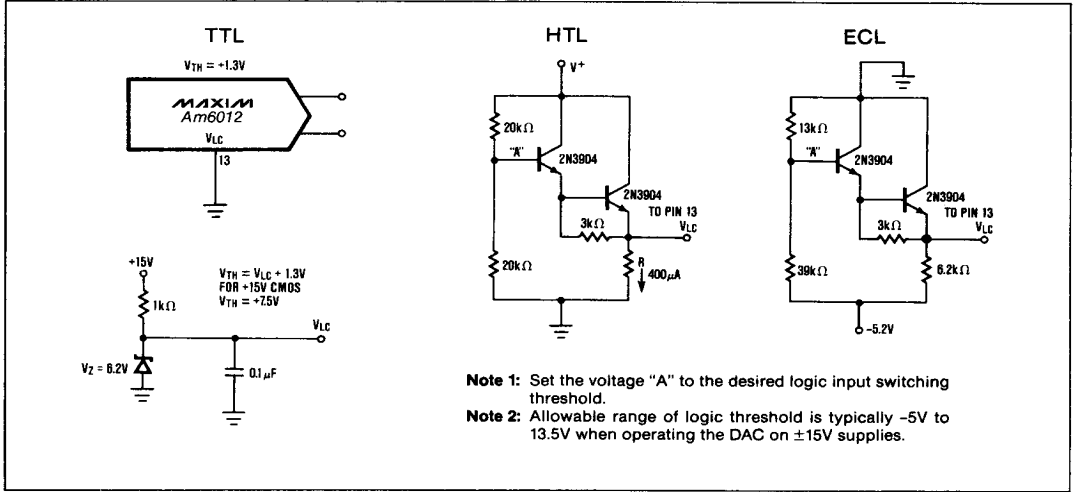 TTL
VTH = +1.3V
MAXIM
Am6012
VLC
13
+15V
1kΩ
VTH = VLC + 1.3V
FOR +15V CMOS
VTH = +7.5V
VLC
VZ = 6.2V
0.1µF
HTL
V+
20kΩ
"A"
2N3904
2N3904
TO PIN 13
VLC
3kΩ
20kΩ
R
400µA
ECL
13kΩ
"A"
2N3904
2N3904
TO PIN 13
VLC
3kΩ
39kΩ
6.2kΩ
-5.2V
Note 1: Set the voltage "A" to the desired logic input switching
threshold.
Note 2: Allowable range of logic threshold is typically -5V to
13.5V when operating the DAC on ±15V supplies.